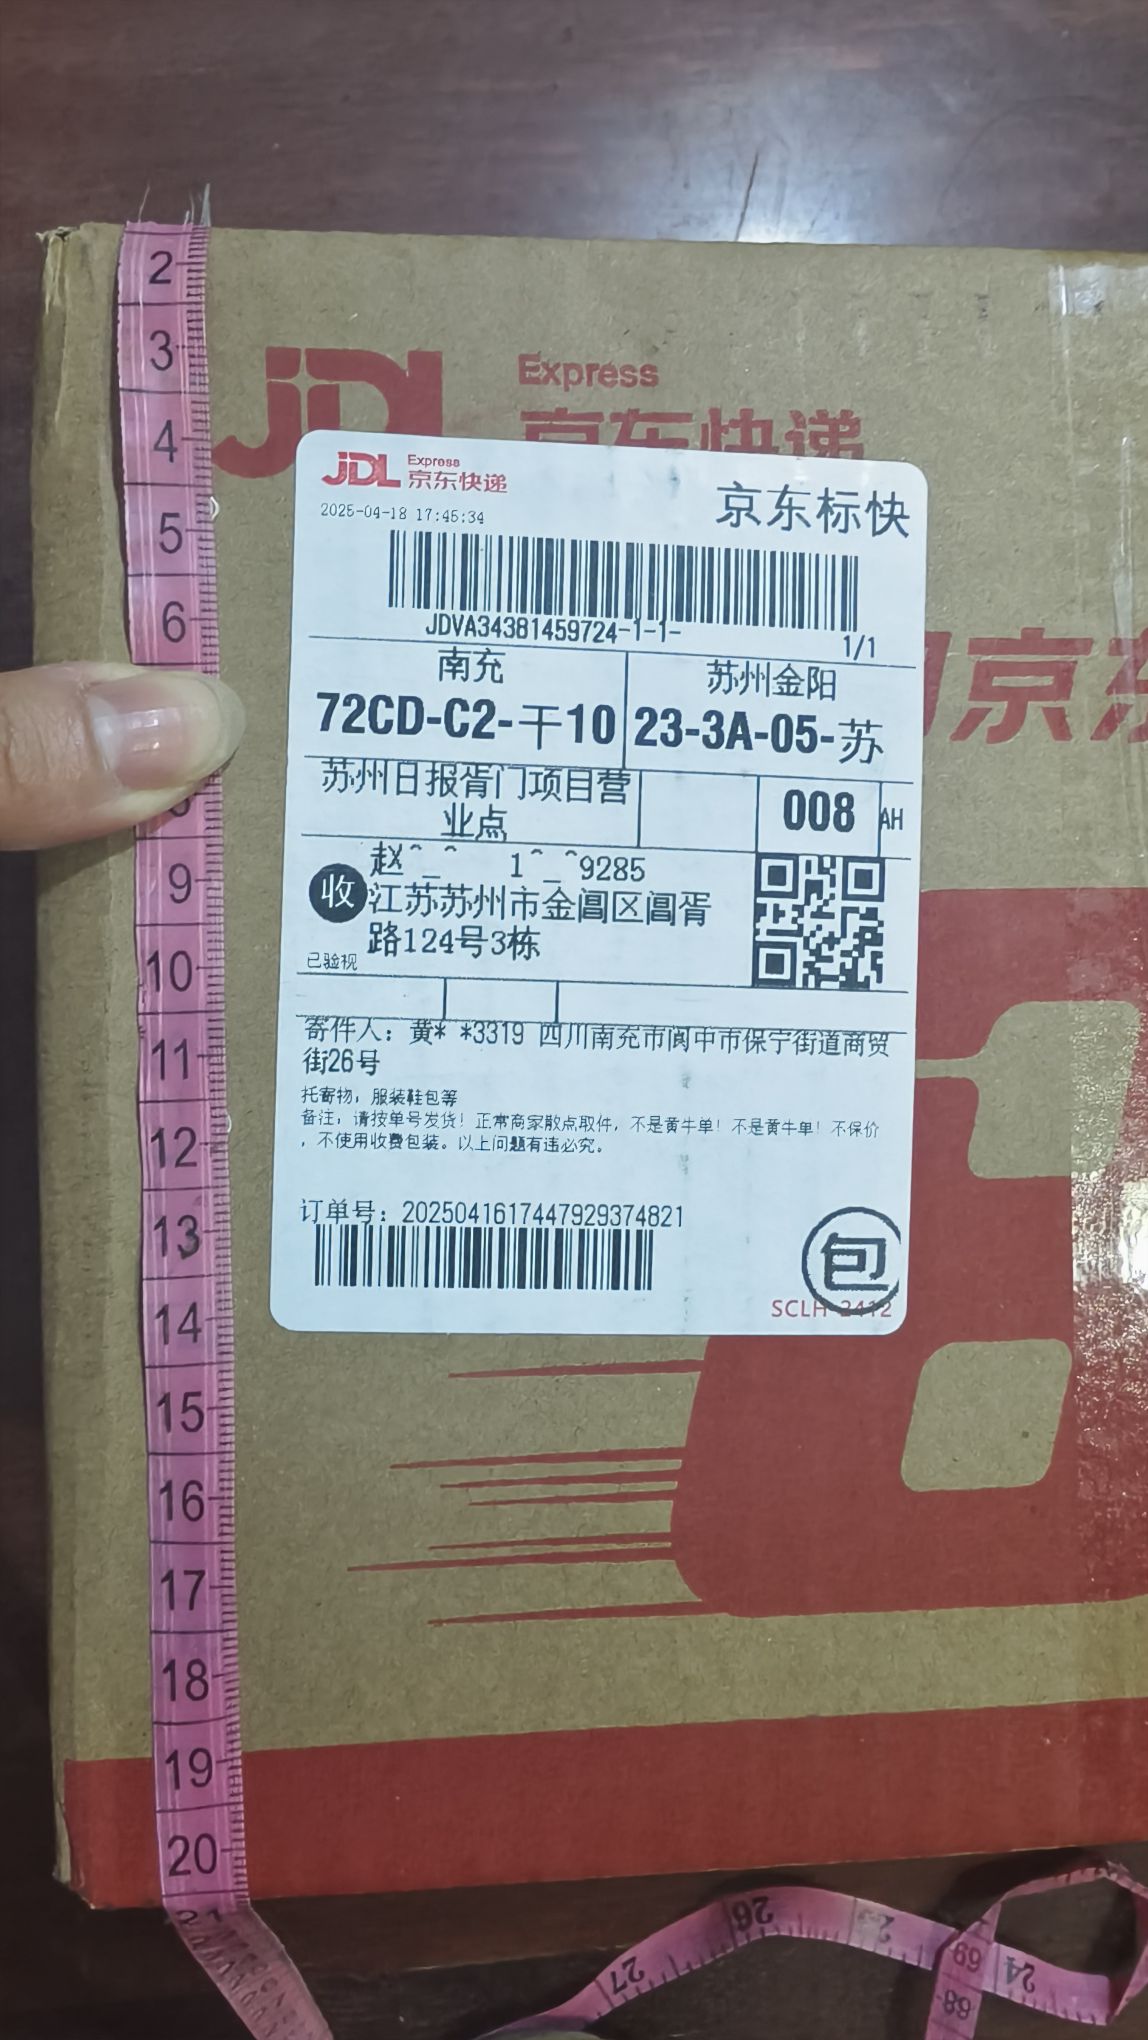 2
3
4
5
6
8
9
10
11
12
13
14
15
16
17
18
19
20
JDL Express
京东快递
JDL Express
京东快递
2025-04-18 17:45:34
京东标快
JDVA34381459724-1-1-
1/1
南充
苏州金阳
72CD-C2-干10
23-3A-05-苏
苏州日报胥门项目营
业点
008
AH
赵^_^ 1^_^9285
收
江苏苏州市金阊区阊胥
路124号3栋
已验视
寄件人：黄* *3319 四川南充市阆中市保宁街道商贸
街26号
托寄物：服装鞋包等
备注：请按单号发货！正常商家散点取件，不是黄牛单！不是黄牛单！不保价
，不使用收费包装。以上问题有违必究。
订单号：2025041617447929374821
包
SCLH-2412
京东
27
26
25
24
69
68